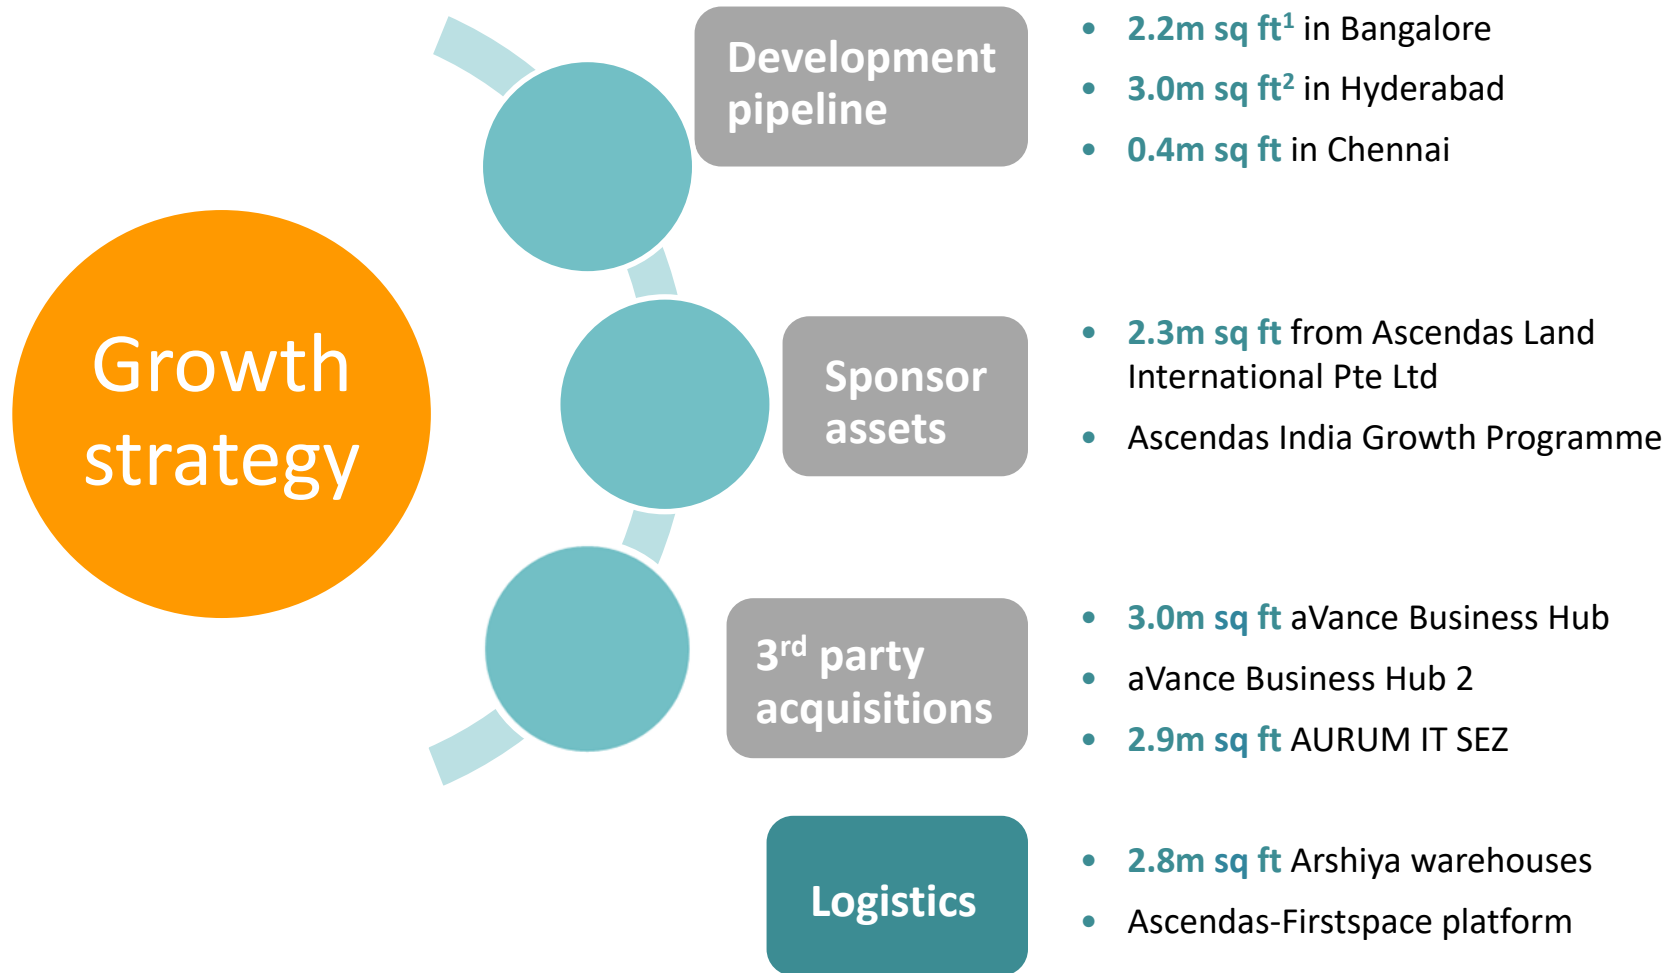 Growth
strategy
Development
pipeline
• 2.2m sq ft¹ in Bangalore
• 3.0m sq ft² in Hyderabad
• 0.4m sq ft in Chennai
Sponsor
assets
• 2.3m sq ft from Ascendas Land
International Pte Ltd
• Ascendas India Growth Programme
3rd party
acquisitions
• 3.0m sq ft aVance Business Hub
• aVance Business Hub 2
• 2.9m sq ft AURUM IT SEZ
Logistics
• 2.8m sq ft Arshiya warehouses
• Ascendas-Firstspace platform